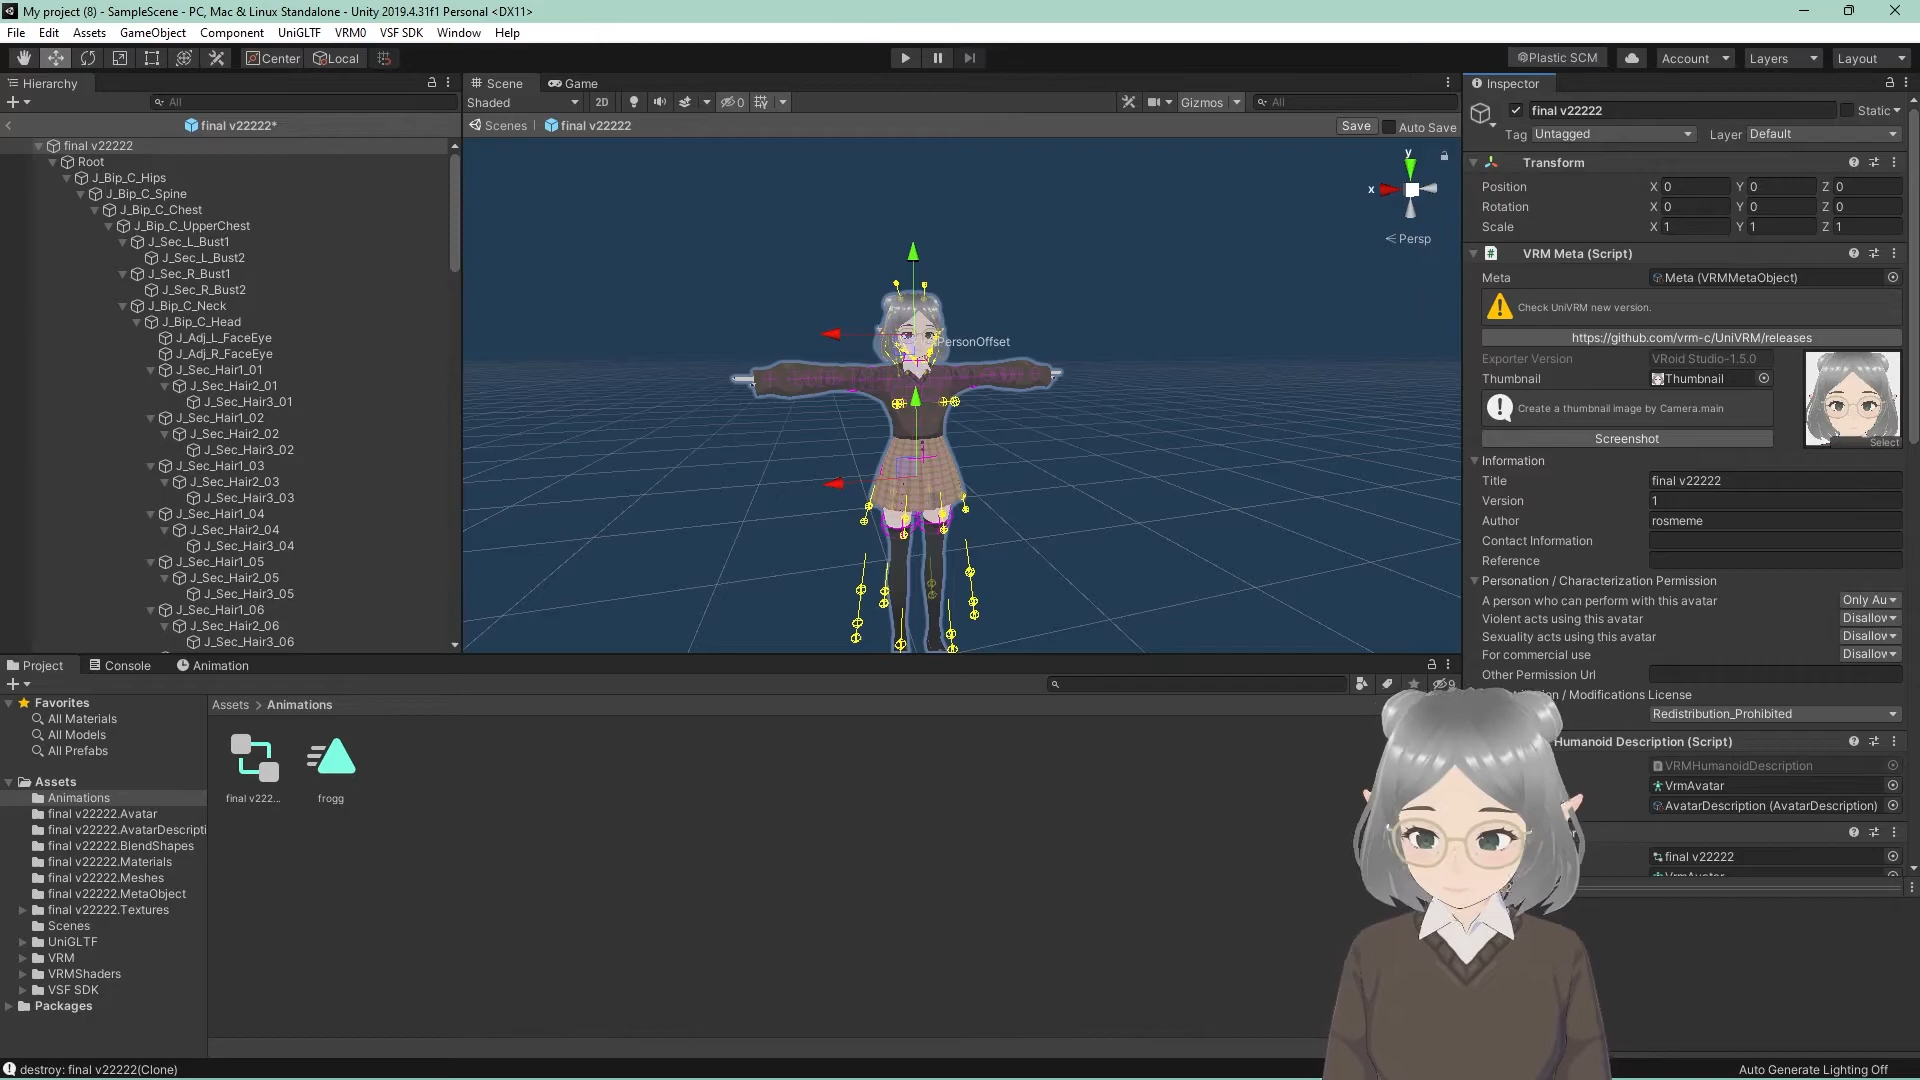 My project (8) - SampleScene - PC, Mac & Linux Standalone - Unity 2019.4.31f1 Personal <DX11>
File Edit Assets GameObject Component UniGLTF VRM0 VSF SDK Window Help
Center Local Plastic SCM Account Layers Layout
Hierarchy
All
final v22222*
final v22222
Root
J_Bip_C_Hips
J_Bip_C_Spine
J_Bip_C_Chest
J_Bip_C_UpperChest
J_Sec_L_Bust1
J_Sec_L_Bust2
J_Sec_R_Bust1
J_Sec_R_Bust2
J_Bip_C_Neck
J_Bip_C_Head
J_Adj_L_FaceEye
J_Adj_R_FaceEye
J_Sec_Hair1_01
J_Sec_Hair2_01
J_Sec_Hair3_01
J_Sec_Hair1_02
J_Sec_Hair2_02
J_Sec_Hair3_02
J_Sec_Hair1_03
J_Sec_Hair2_03
J_Sec_Hair3_03
J_Sec_Hair1_04
J_Sec_Hair2_04
J_Sec_Hair3_04
J_Sec_Hair1_05
J_Sec_Hair2_05
J_Sec_Hair3_05
J_Sec_Hair1_06
J_Sec_Hair2_06
J_Sec_Hair3_06
Scene Game
Shaded 2D 0 Gizmos All
Scenes final v22222 Save Auto Save
y
x
Persp
PersonOffset
Inspector
final v22222 Static
Tag Untagged Layer Default
Transform
Position X 0 Y 0 Z 0
Rotation X 0 Y 0 Z 0
Scale X 1 Y 1 Z 1
VRM Meta (Script)
Meta Meta (VRMMetaObject)
Check UniVRM new version.
https://github.com/vrm-c/UniVRM/releases
Exporter Version VRoid Studio-1.5.0
Thumbnail Thumbnail
Create a thumbnail image by Camera.main
Select
Screenshot
Information
Title final v22222
Version 1
Author rosmeme
Contact Information
Reference
Personation / Characterization Permission
A person who can perform with this avatar Only Au
Violent acts using this avatar Disallow
Sexuality acts using this avatar Disallow
For commercial use Disallow
Other Permission Url
/ Modifications License
Redistribution_Prohibited
Humanoid Description (Script)
VRMHumanoidDescription
VrmAvatar
AvatarDescription (AvatarDescription)
final v22222
VrmAvatar
Project Console Animation
9
Favorites
All Materials
All Models
All Prefabs
Assets
Animations
final v22222.Avatar
final v22222.AvatarDescripti
final v22222.BlendShapes
final v22222.Materials
final v22222.Meshes
final v22222.MetaObject
final v22222.Textures
Scenes
UniGLTF
VRM
VRMShaders
VSF SDK
Packages
Assets > Animations
final v222...
frogg
destroy: final v22222(Clone)
Auto Generate Lighting Off